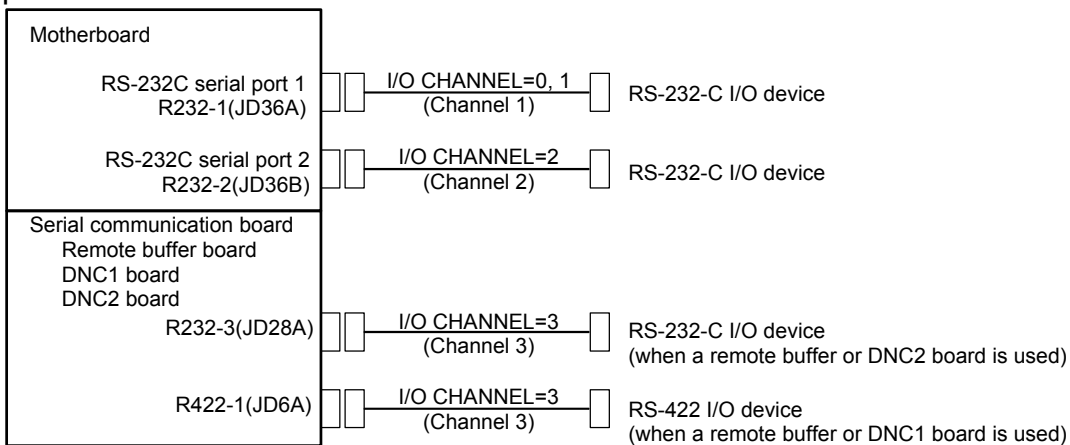 Motherboard
RS-232C serial port 1
R232-1(JD36A)
I/O CHANNEL=0, 1
(Channel 1)
RS-232-C I/O device
RS-232C serial port 2
R232-2(JD36B)
I/O CHANNEL=2
(Channel 2)
RS-232-C I/O device
Serial communication board
Remote buffer board
DNC1 board
DNC2 board
R232-3(JD28A)
I/O CHANNEL=3
(Channel 3)
RS-232-C I/O device
(when a remote buffer or DNC2 board is used)
R422-1(JD6A)
I/O CHANNEL=3
(Channel 3)
RS-422 I/O device
(when a remote buffer or DNC1 board is used)